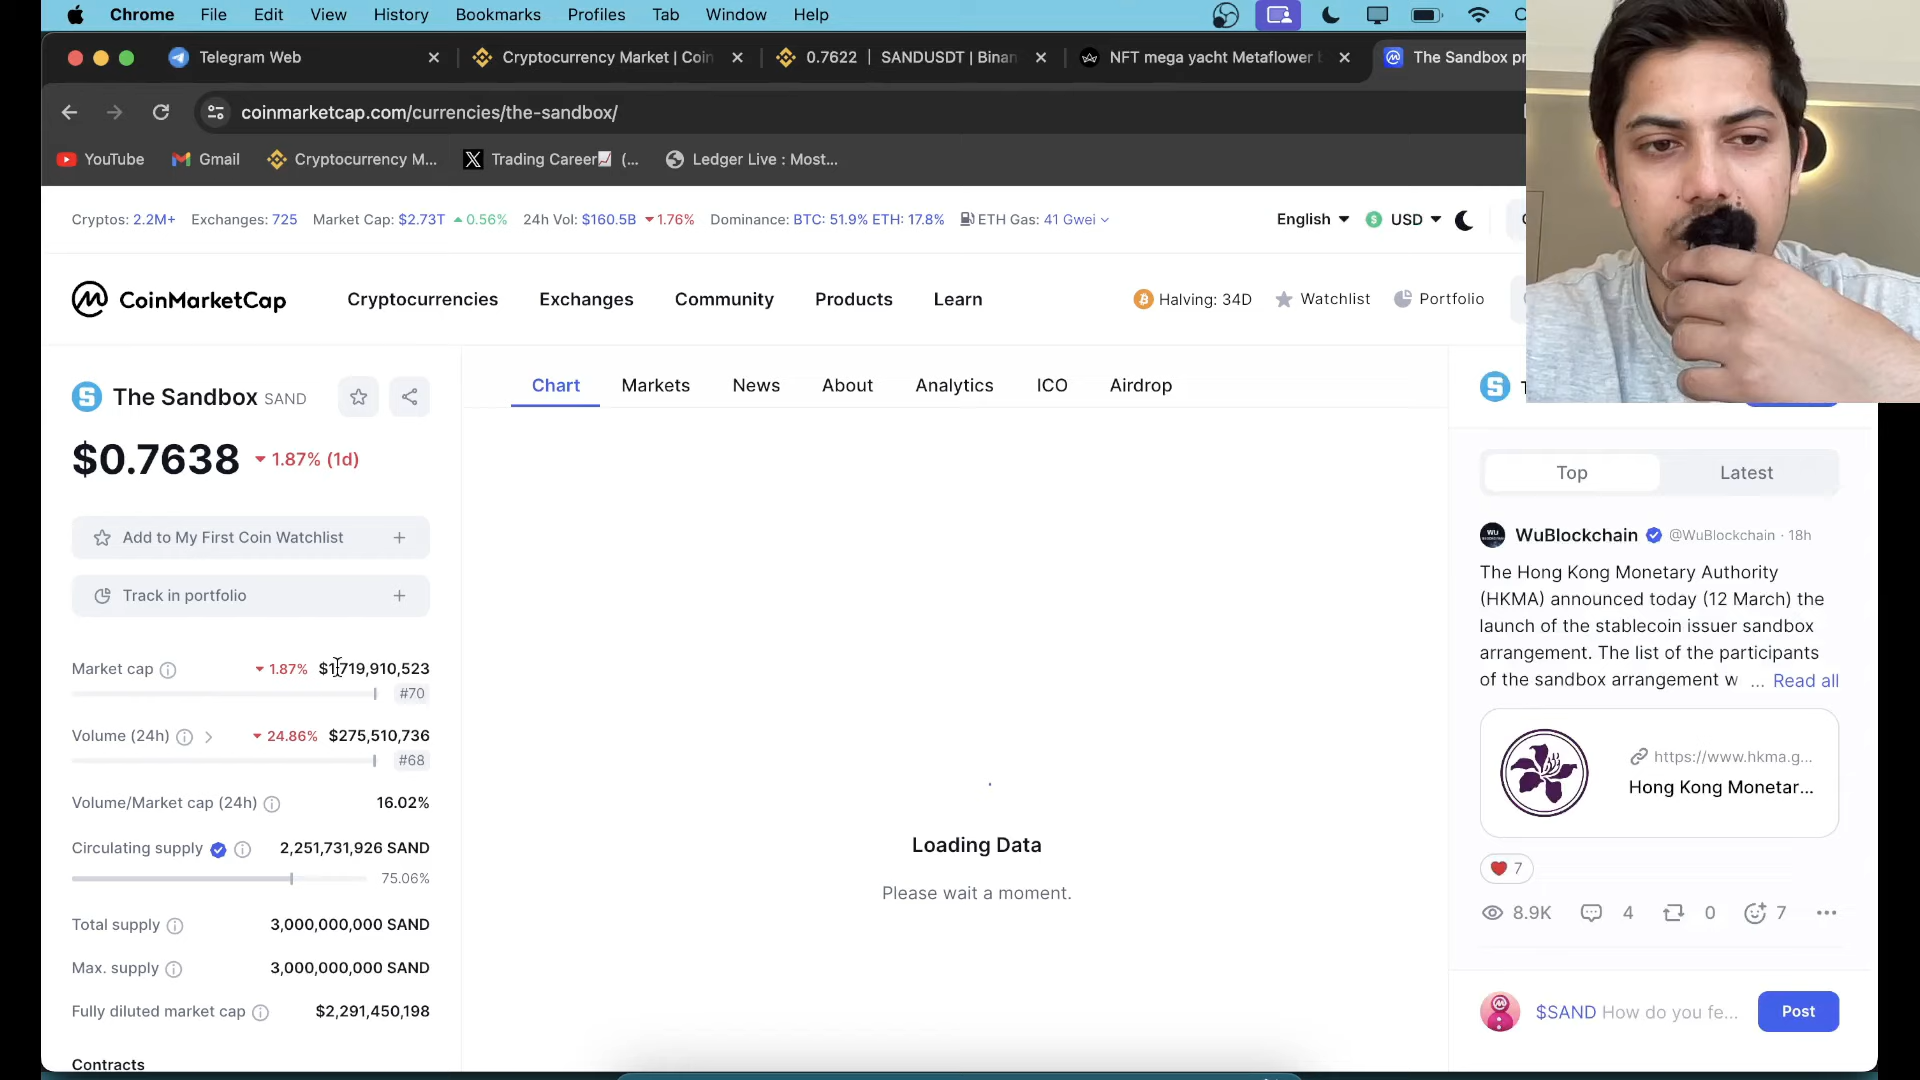 Chrome File Edit View History Bookmarks Profiles Tab Window Help
Telegram Web Cryptocurrency Market | Coin 0.7622 | SANDUSDT | Binan NFT mega yacht Metaflower The Sandbox pr
coinmarketcap.com/currencies/the-sandbox/
YouTube Gmail Cryptocurrency M... Trading Career (... Ledger Live : Most...
Cryptos: 2.2M+ Exchanges: 725 Market Cap: $2.73T 0.56% 24h Vol: $160.5B 1.76% Dominance: BTC: 51.9% ETH: 17.8% ETH Gas: 41 Gwei English USD
CoinMarketCap Cryptocurrencies Exchanges Community Products Learn Halving: 34D Watchlist Portfolio
The Sandbox SAND
$0.7638 1.87% (1d)
Add to My First Coin Watchlist +
Track in portfolio +
Market cap 1.87% $1,719,910,523
#70
Volume (24h) 24.86% $275,510,736
#68
Volume/Market cap (24h) 16.02%
Circulating supply 2,251,731,926 SAND
75.06%
Total supply 3,000,000,000 SAND
Max. supply 3,000,000,000 SAND
Fully diluted market cap $2,291,450,198
Contracts
Chart Markets News About Analytics ICO Airdrop
Loading Data
Please wait a moment.
Top Latest
WuBlockchain @WuBlockchain · 18h
The Hong Kong Monetary Authority
(HKMA) announced today (12 March) the
launch of the stablecoin issuer sandbox
arrangement. The list of the participants
of the sandbox arrangement w ... Read all
https://www.hkma.g...
Hong Kong Monetar...
7
8.9K 4 0 7
$SAND How do you fe... Post